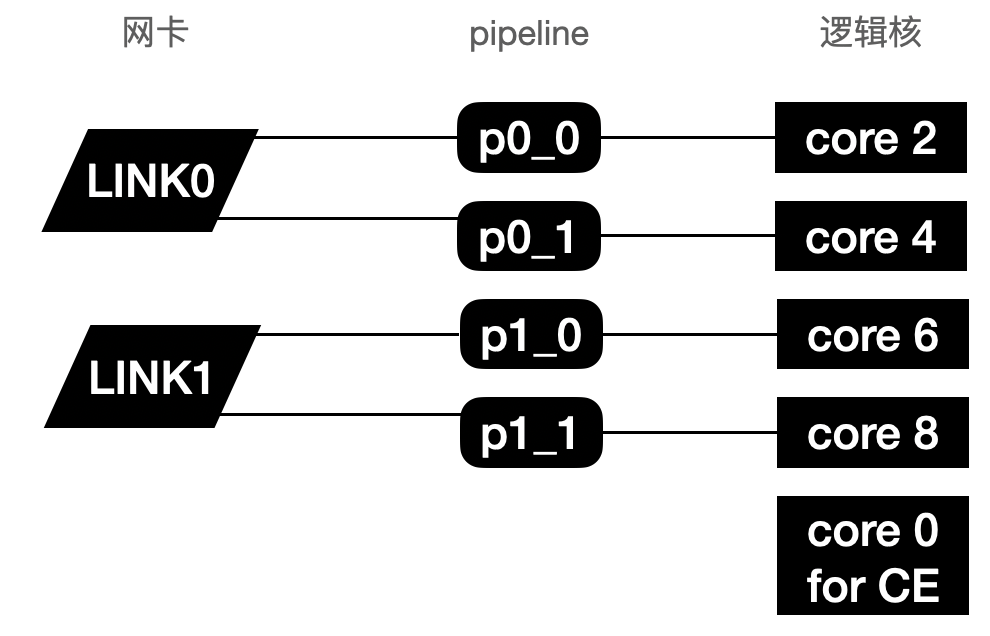 网卡 pipeline 逻辑核
LINK0 p0_0 core 2
p0_1 core 4
LINK1 p1_0 core 6
p1_1 core 8
core 0
for CE